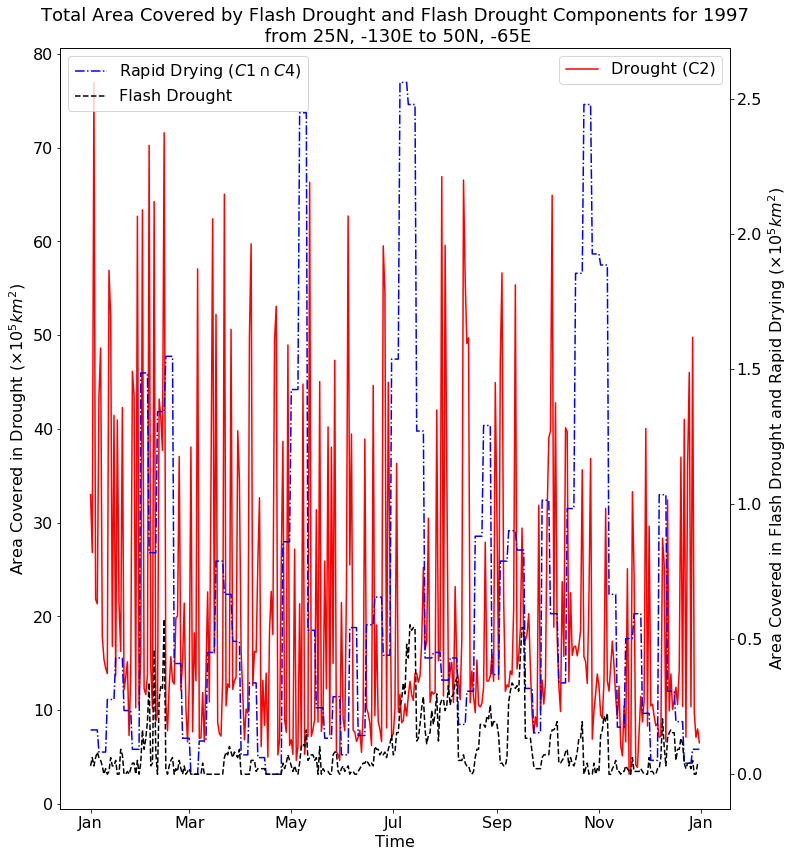 Total Area Covered by Flash Drought and Flash Drought Components for 1997
from 25N, -130E to 50N, -65E
Rapid Drying (C1 ∩ C4)
Flash Drought
Drought (C2)
Area Covered in Drought (×10⁵km²)
80
70
60
50
40
30
20
10
0
2.5
2.0
1.5
1.0
0.5
0.0
Area Covered in Flash Drought and Rapid Drying (×10⁵km²)
Jan Mar May Jul Sep Nov Jan
Time